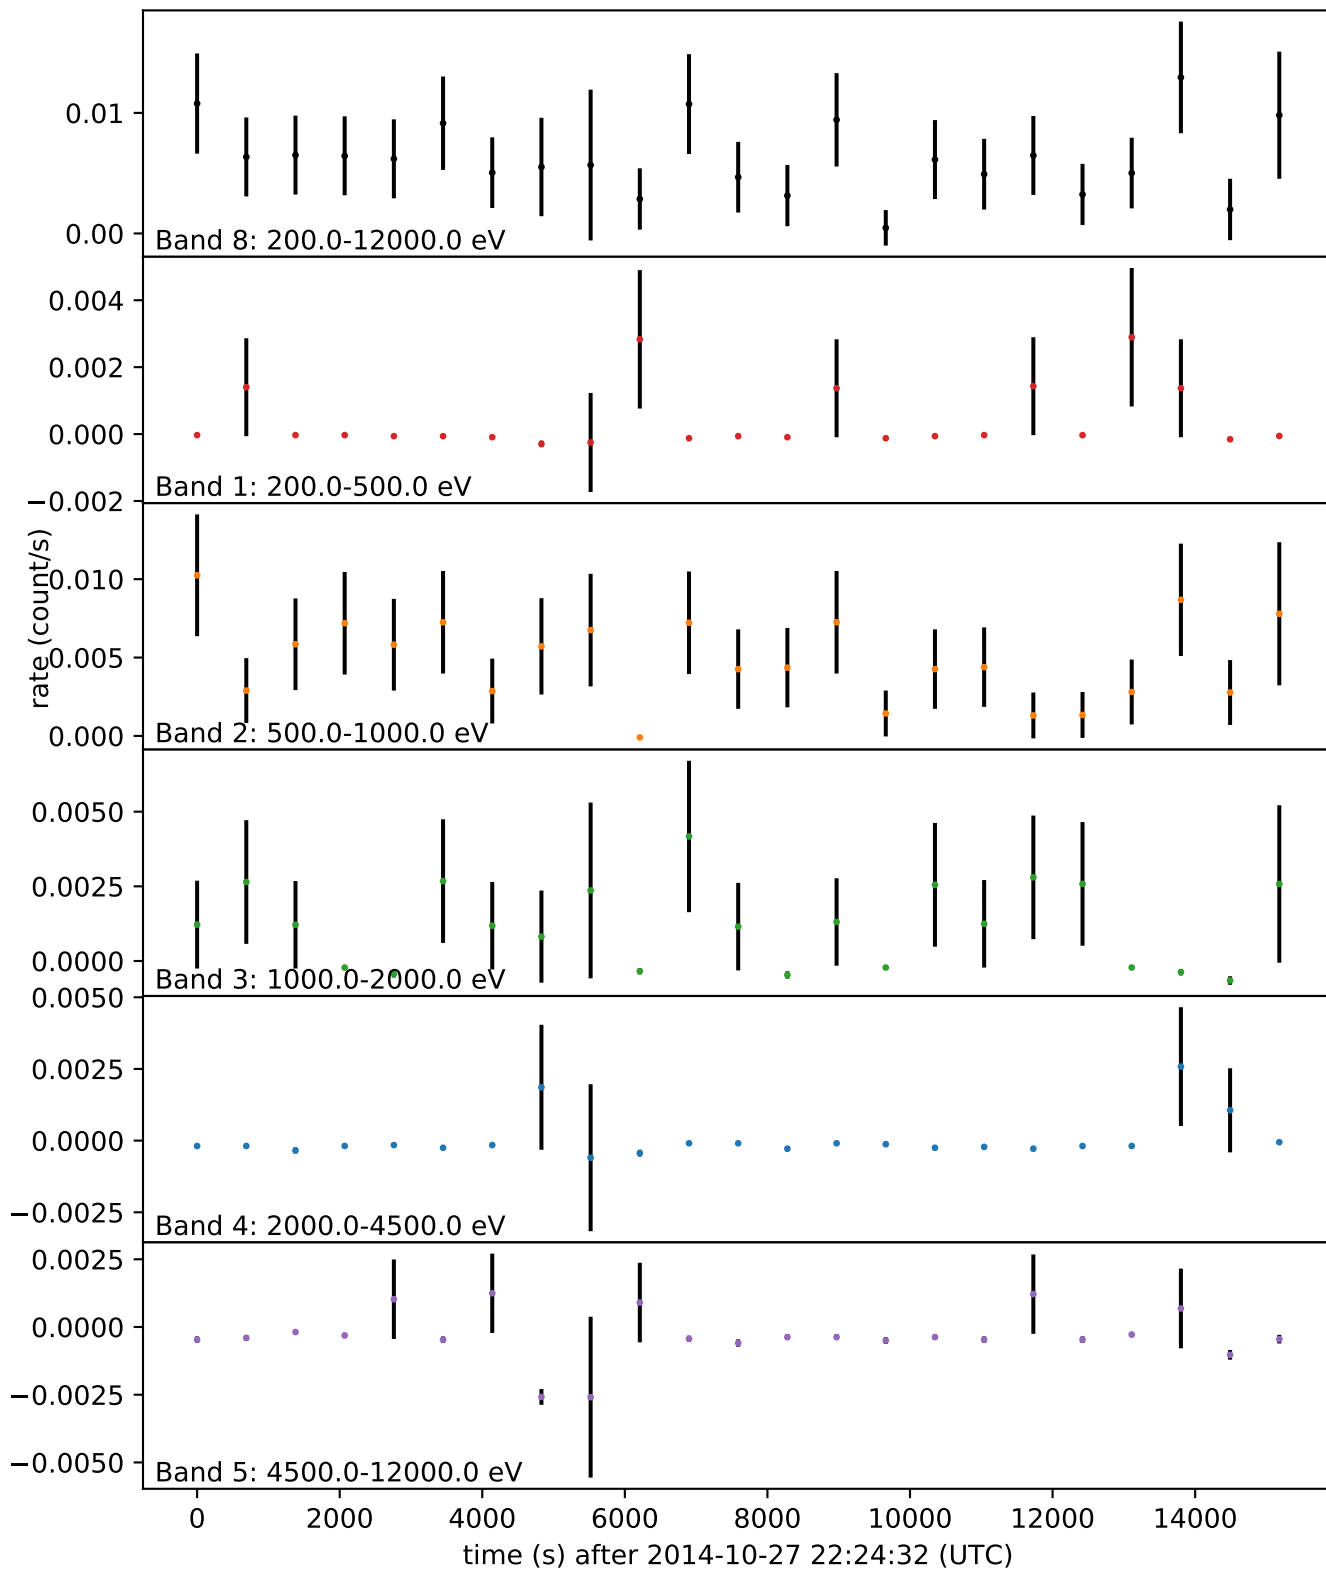 0.01
0.00
Band 8: 200.0-12000.0 eV
0.004
0.002
0.000
−0.002
Band 1: 200.0-500.0 eV
rate (count/s)
0.010
0.005
0.000
Band 2: 500.0-1000.0 eV
0.0050
0.0025
0.0000
Band 3: 1000.0-2000.0 eV
0.0050
0.0025
0.0000
−0.0025
Band 4: 2000.0-4500.0 eV
0.0025
0.0000
−0.0025
−0.0050
Band 5: 4500.0-12000.0 eV
0 2000 4000 6000 8000 10000 12000 14000
time (s) after 2014-10-27 22:24:32 (UTC)